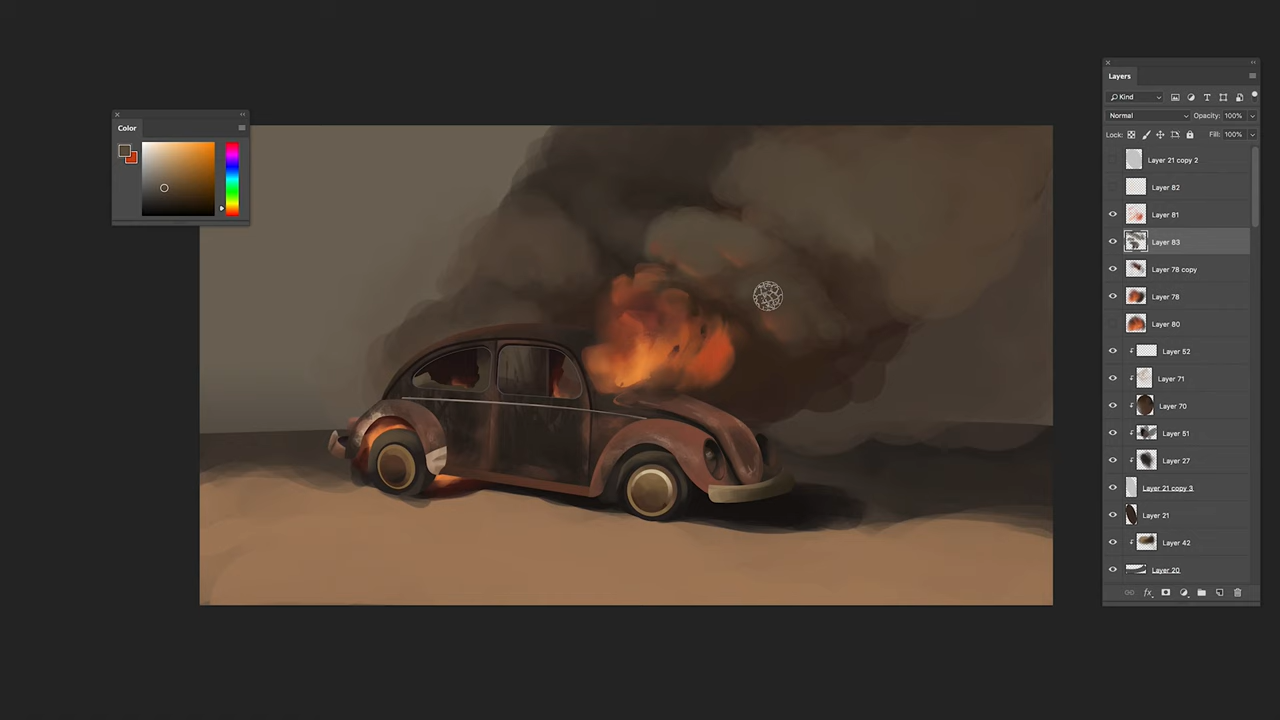 Color
Layers
Kind
Normal
Opacity: 100%
Lock:
Fill: 100%
Layer 21 copy 2
Layer 82
Layer 81
Layer 83
Layer 78 copy
Layer 78
Layer 80
Layer 52
Layer 71
Layer 70
Layer 51
Layer 27
Layer 21 copy 3
Layer 21
Layer 42
Layer 20
fx